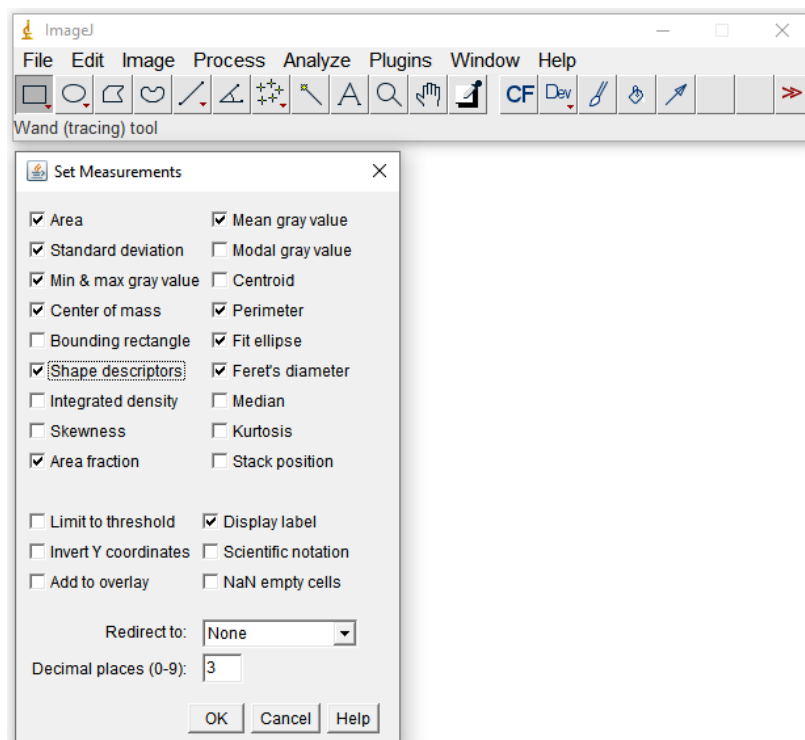 ImageJ
File Edit Image Process Analyze Plugins Window Help
A CF Dev >>
Wand (tracing) tool
Set Measurements
Area Mean gray value
Standard deviation Modal gray value
Min & max gray value Centroid
Center of mass Perimeter
Bounding rectangle Fit ellipse
Shape descriptors Feret's diameter
Integrated density Median
Skewness Kurtosis
Area fraction Stack position
Limit to threshold Display label
Invert Y coordinates Scientific notation
Add to overlay NaN empty cells
Redirect to: None
Decimal places (0-9): 3
OK Cancel Help